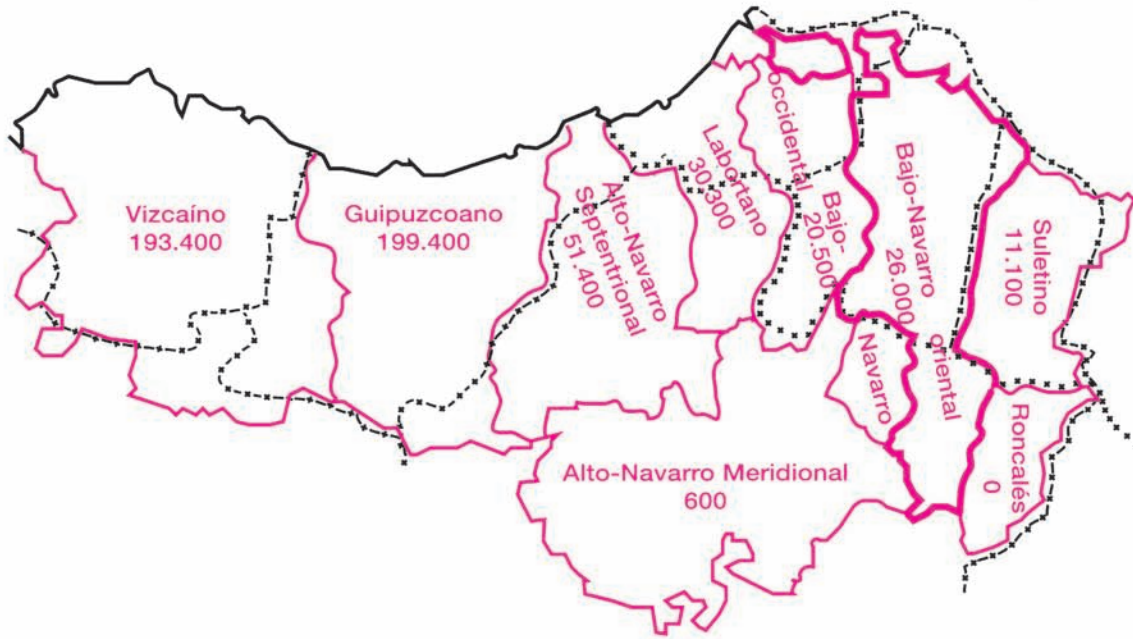 Vizcaíno
193.400
Guipuzcoano
199.400
Alto-Navarro
Septentrional
51.400
Labortano
30.300
Bajo-Navarro
occidental
20.500
Bajo-Navarro
oriental
26.000
Suletino
11.100
Roncalés
0
Alto-Navarro Meridional
600